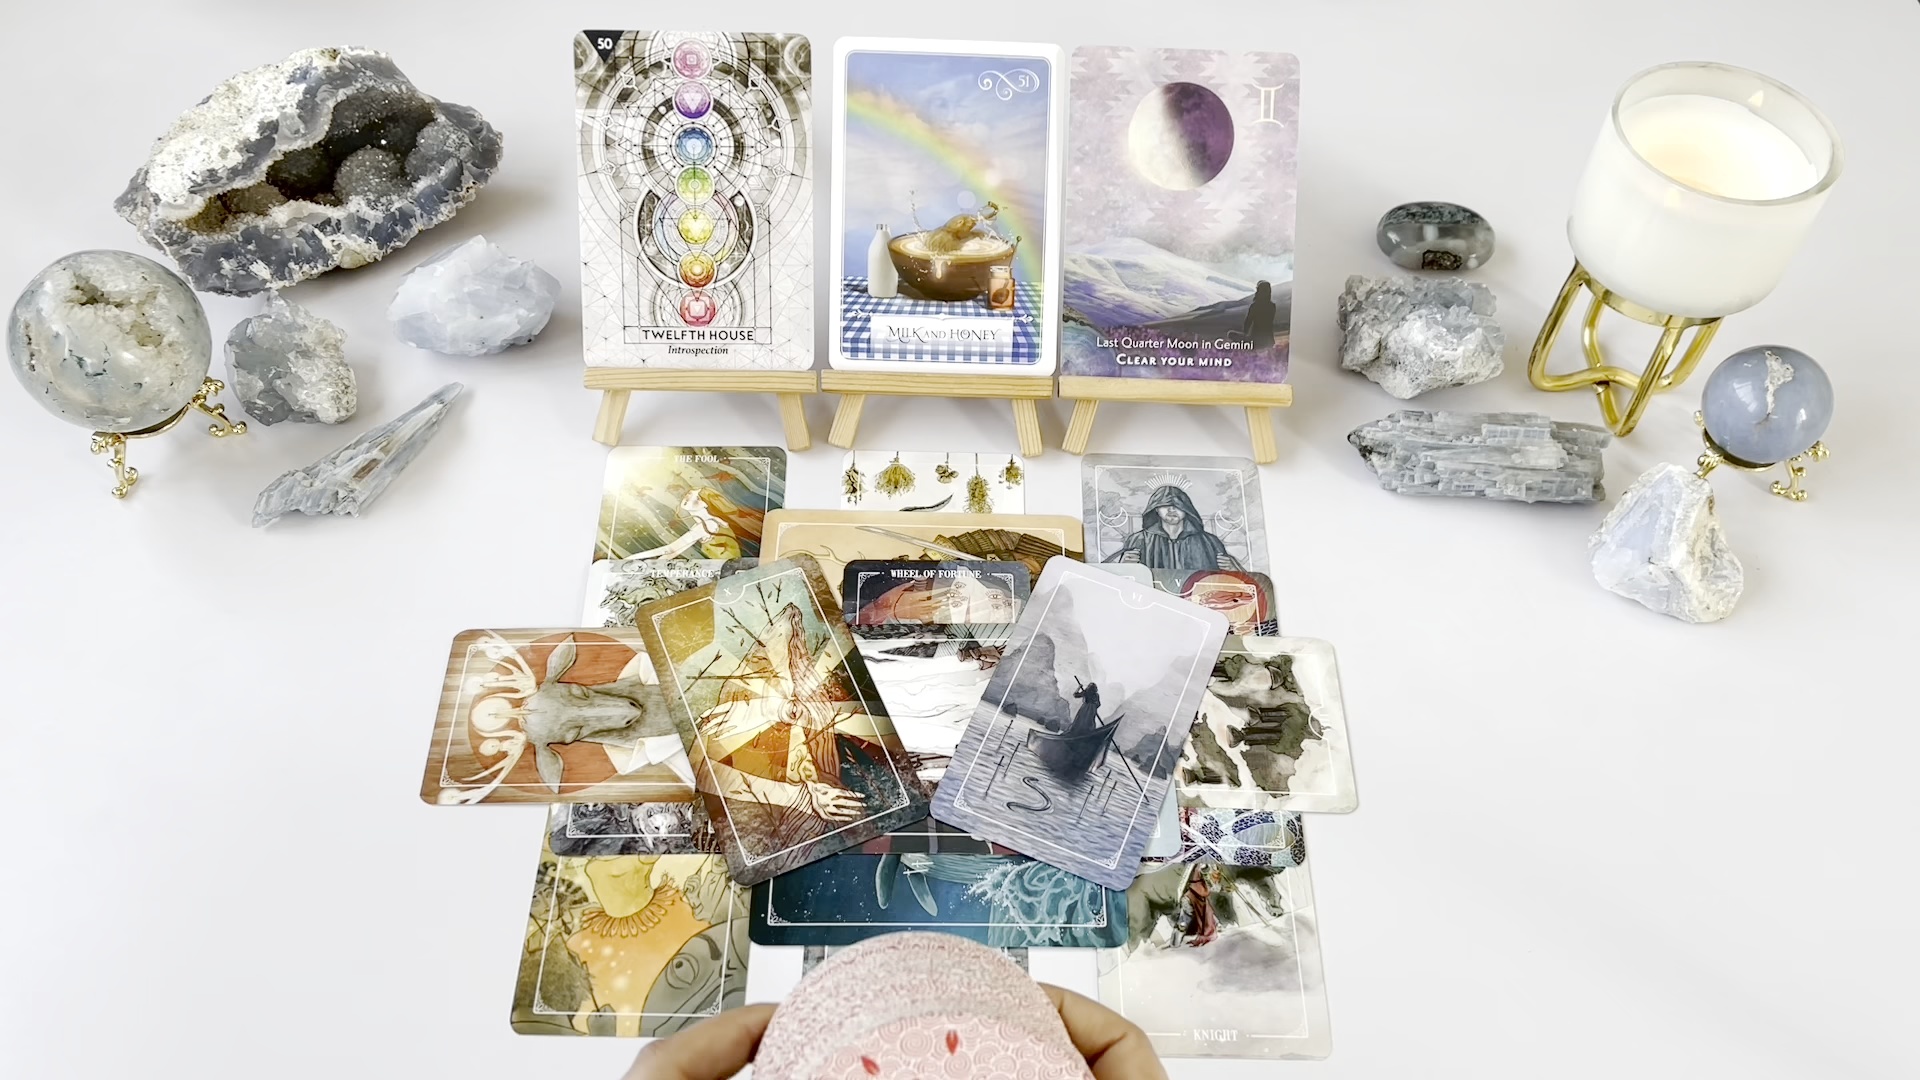 50
TWELFTH HOUSE
Introspection
51
MILK AND HONEY
Last Quarter Moon in Gemini
CLEAR YOUR MIND
THE FOOL
TEMPERANCE
WHEEL OF FORTUNE
X
VI
V
KNIGHT